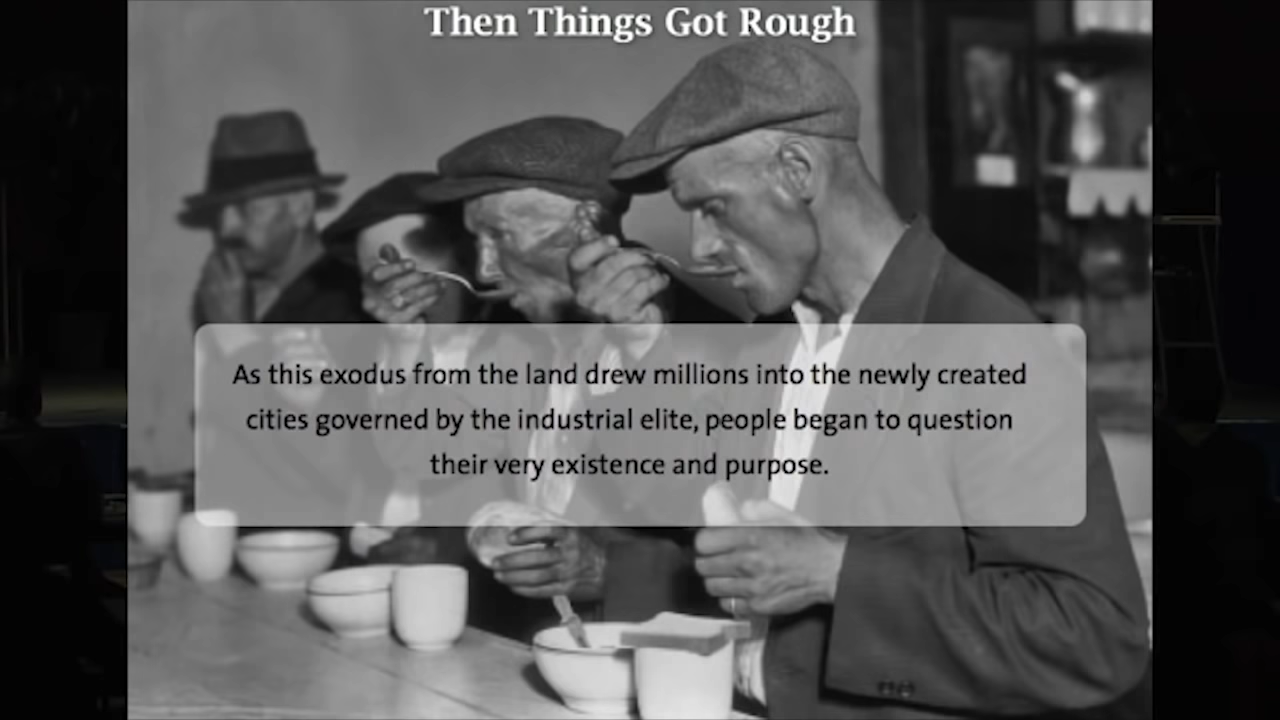 Then Things Got Rough
As this exodus from the land drew millions into the newly created
cities governed by the industrial elite, people began to question
their very existence and purpose.